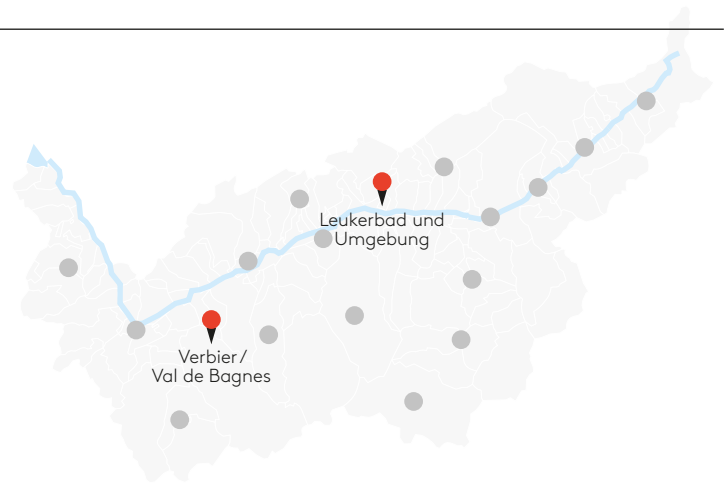 Leukerbad und
Umgebung
Verbier /
Val de Bagnes